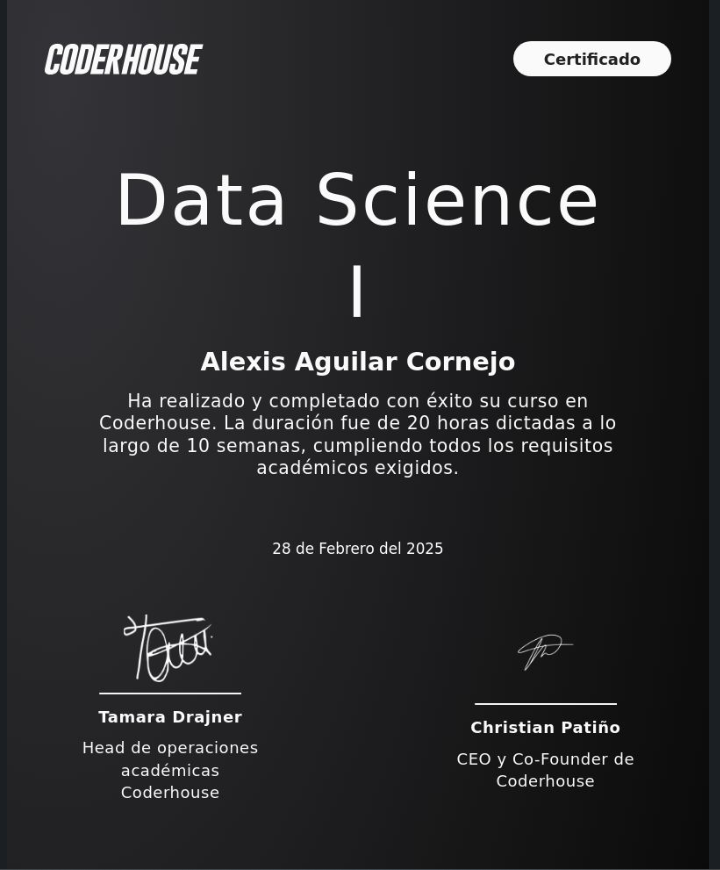 CODERHOUSE
Certificado
Data Science
I
Alexis Aguilar Cornejo
Ha realizado y completado con éxito su curso en
Coderhouse. La duración fue de 20 horas dictadas a lo
largo de 10 semanas, cumpliendo todos los requisitos
académicos exigidos.
28 de Febrero del 2025
Tamara Drajner
Head de operaciones
académicas
Coderhouse
Christian Patiño
CEO y Co-Founder de
Coderhouse